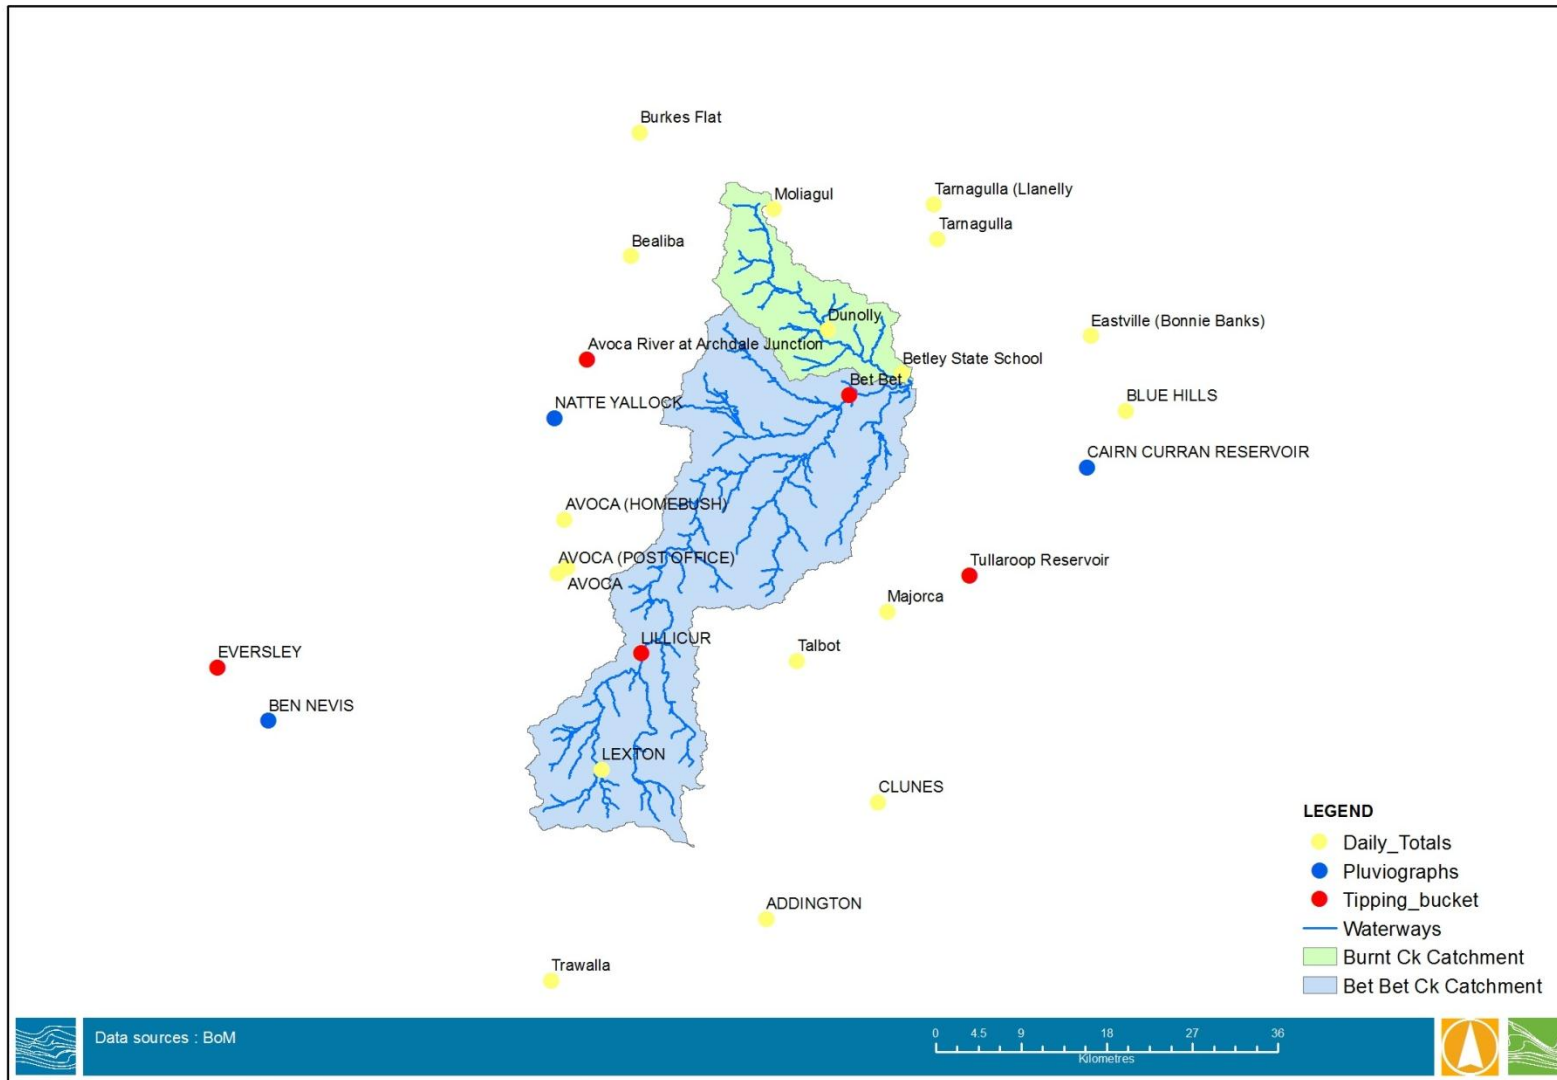 Burkes Flat
Moliagul
Tarnagulla (Llanelly
Tarnagulla
Bealiba
Dunolly
Eastville (Bonnie Banks)
Avoca River at Archdale Junction
Betley State School
Bet Bet
BLUE HILLS
NATTE YALLOCK
CAIRN CURRAN RESERVOIR
AVOCA (HOMEBUSH)
AVOCA (POST OFFICE)
AVOCA
Tullaroop Reservoir
Majorca
LILLICUR
Talbot
EVERSLEY
BEN NEVIS
LEXTON
CLUNES
ADDINGTON
Trawalla
LEGEND
Daily_Totals
Pluviographs
Tipping_bucket
Waterways
Burnt Ck Catchment
Bet Bet Ck Catchment
Data sources : BoM
0 4.5 9 18 27 36
Kilometres